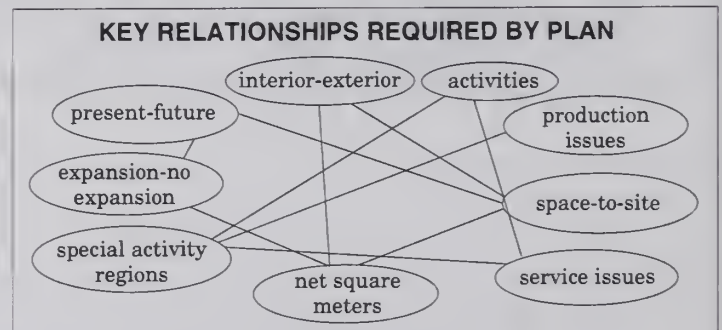 KEY RELATIONSHIPS REQUIRED BY PLAN
interior-exterior
activities
present-future
production
issues
expansion-no
expansion
space-to-site
special activity
regions
net square
meters
service issues